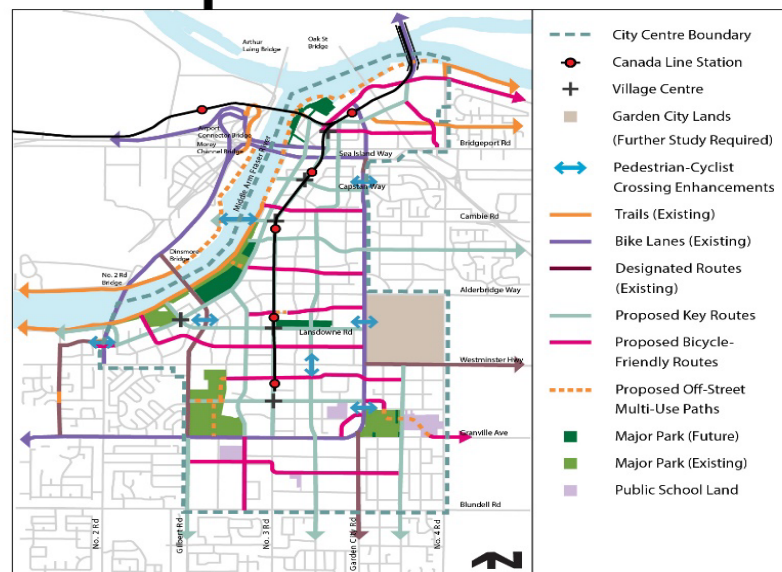 Arthur
Laing Bridge
Oak St
Bridge
Airport
Connector Bridge
Moray
Channel Bridge
Middle Arm Fraser River
Sea Island Way
Bridgeport Rd
Capstan Way
Cambie Rd
Dinsmore
Bridge
No. 2 Rd
Bridge
Alderbridge Way
Lansdowne Rd
Westminster Hwy
Granville Ave
Blundell Rd
No. 2 Rd
Gilbert Rd
No. 3 Rd
Garden City Rd
No. 4 Rd
N
City Centre Boundary
Canada Line Station
Village Centre
Garden City Lands
(Further Study Required)
Pedestrian-Cyclist
Crossing Enhancements
Trails (Existing)
Bike Lanes (Existing)
Designated Routes
(Existing)
Proposed Key Routes
Proposed Bicycle-
Friendly Routes
Proposed Off-Street
Multi-Use Paths
Major Park (Future)
Major Park (Existing)
Public School Land